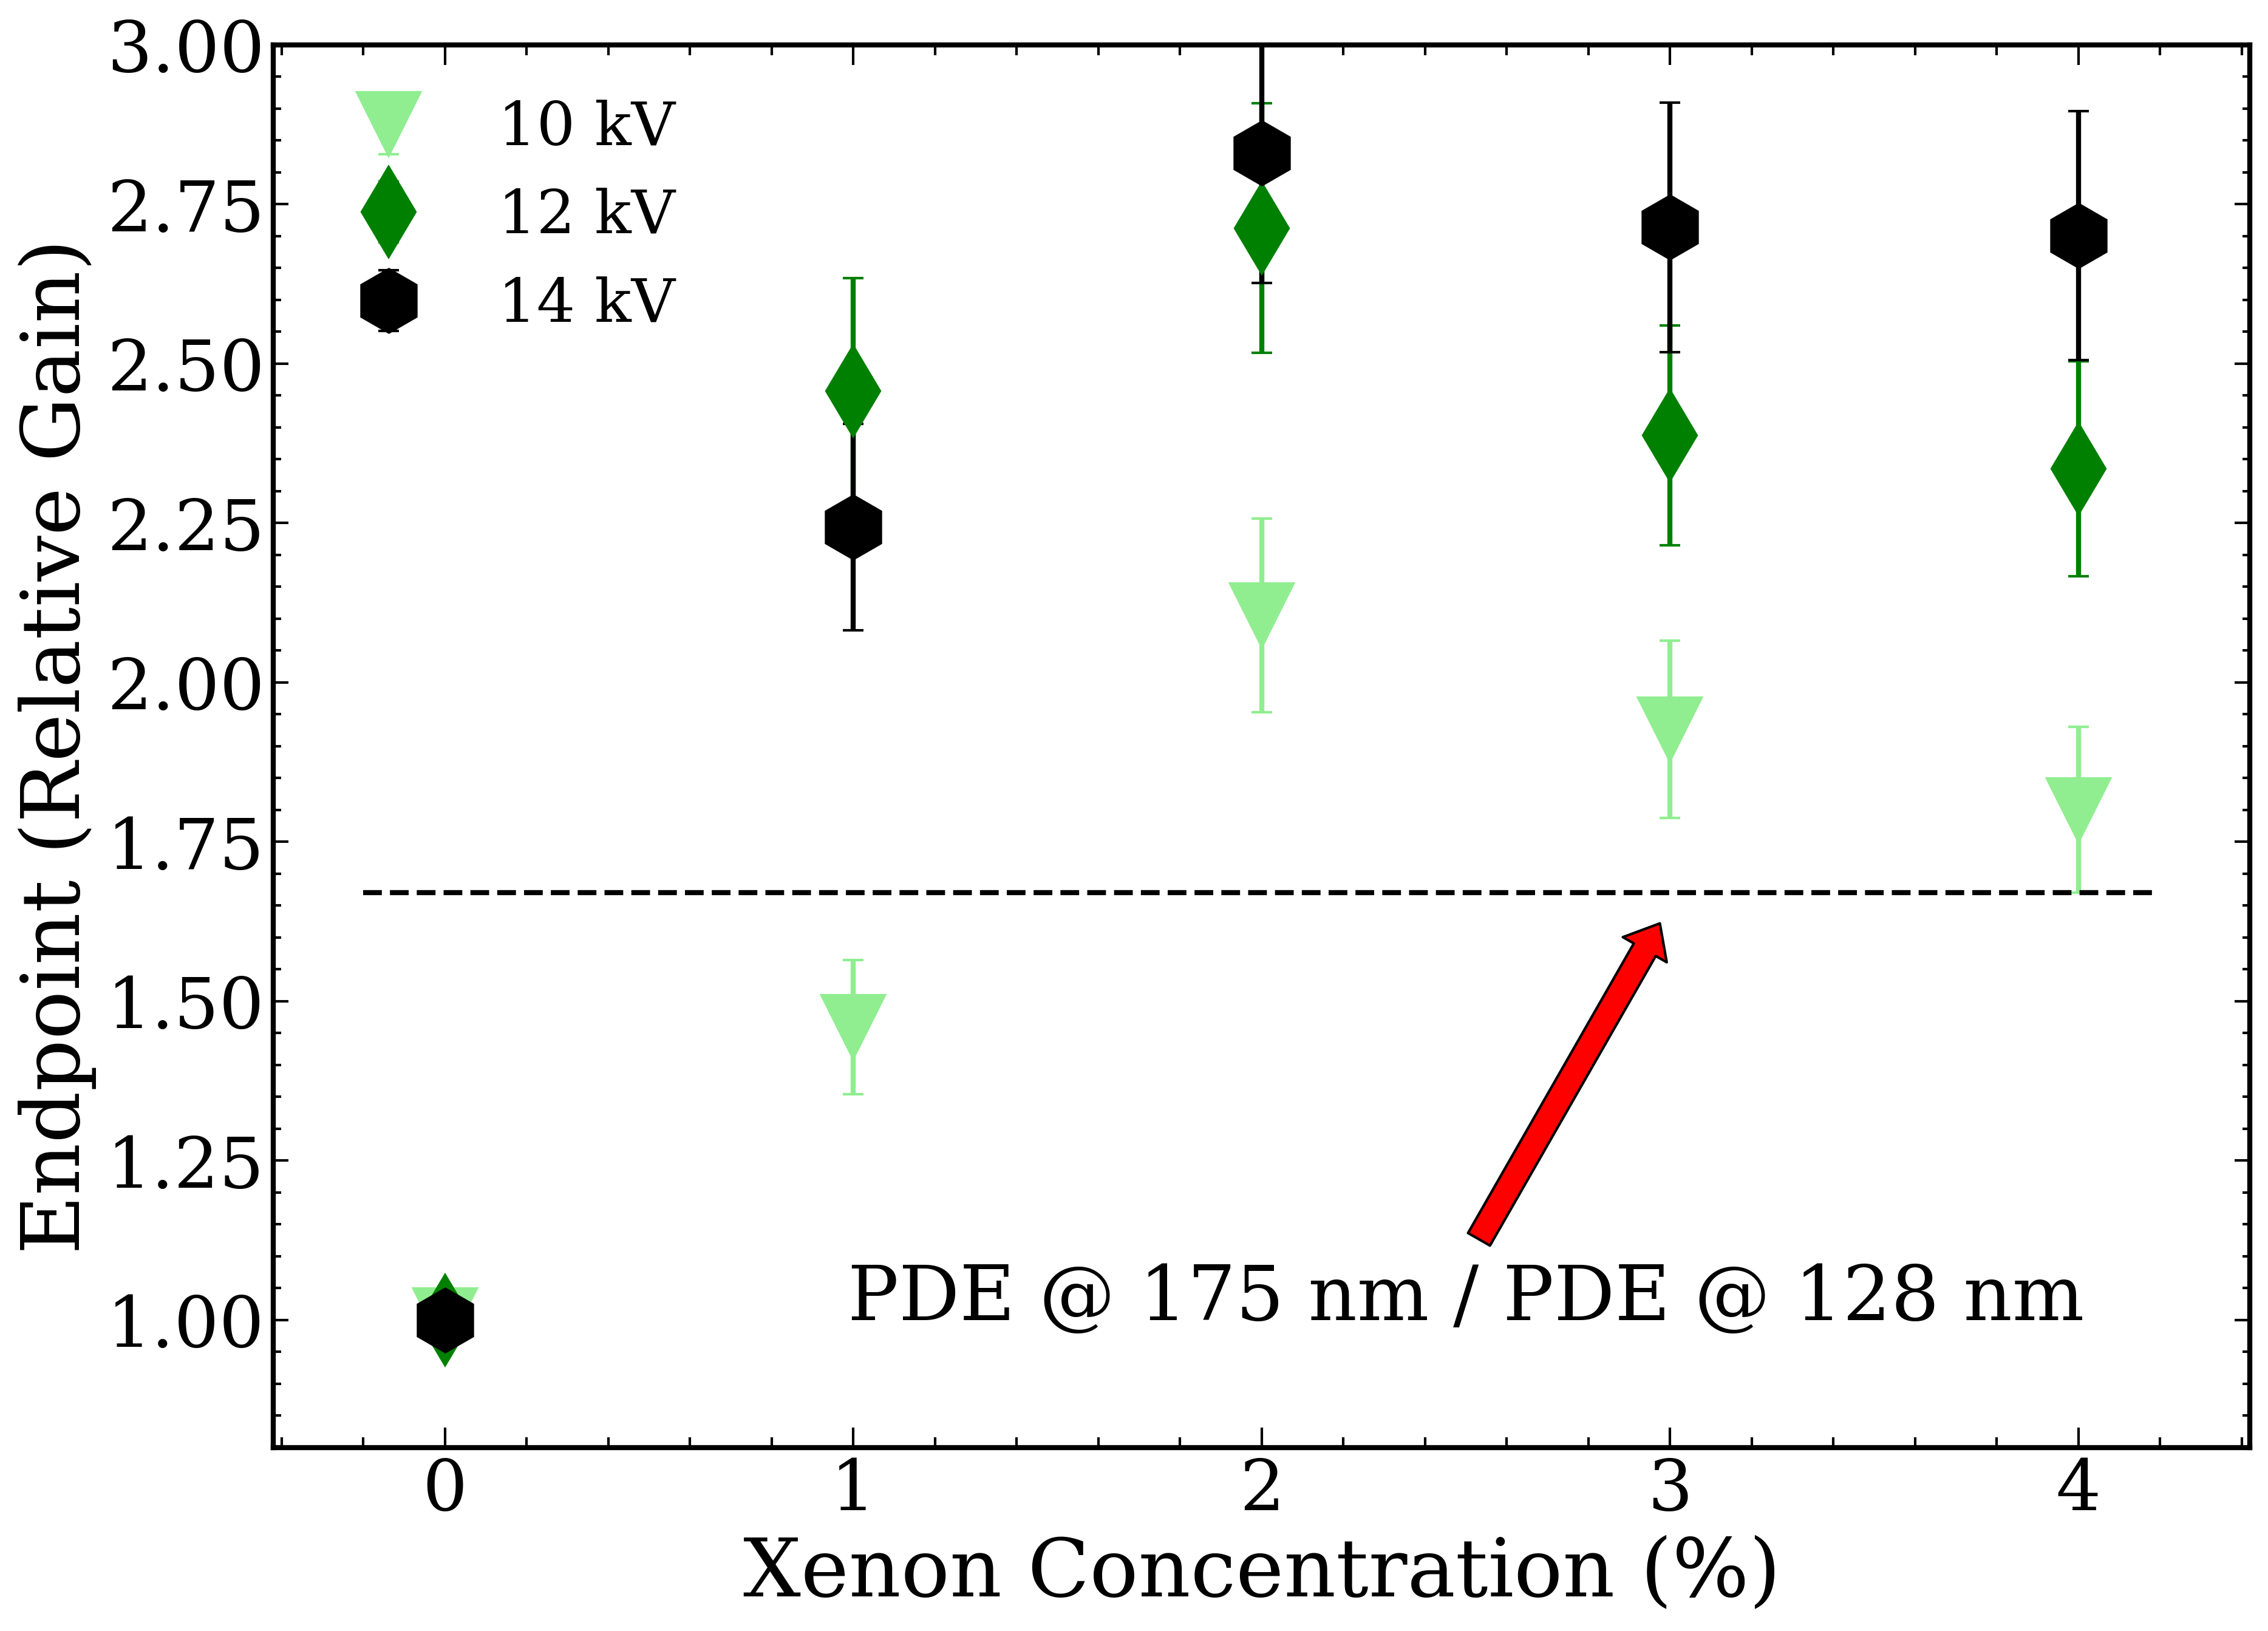 Endpoint (Relative Gain)
3.00
2.75
2.50
2.25
2.00
1.75
1.50
1.25
1.00
10 kV
12 kV
14 kV
PDE @ 175 nm / PDE @ 128 nm
0 1 2 3 4
Xenon Concentration (%)